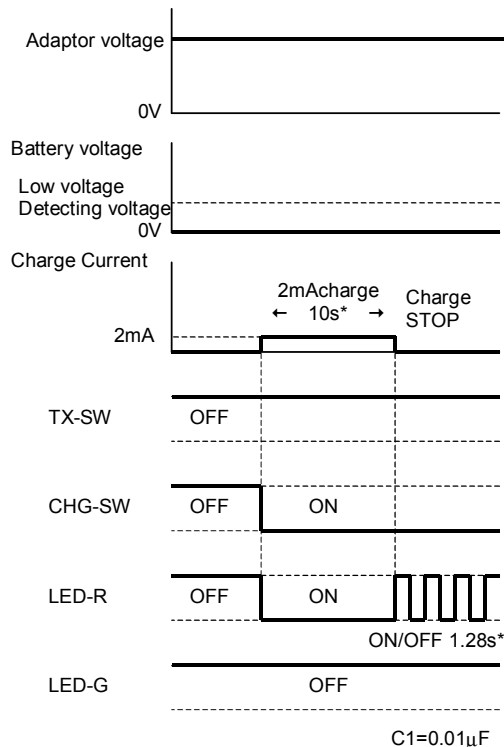 Adaptor voltage
0V
Battery voltage
Low voltage
Detecting voltage
0V
Charge Current
2mAcharge
← 10s* →
Charge
STOP
2mA
TX-SW OFF
CHG-SW OFF ON
LED-R OFF ON
ON/OFF 1.28s*
LED-G OFF
C1=0.01μF